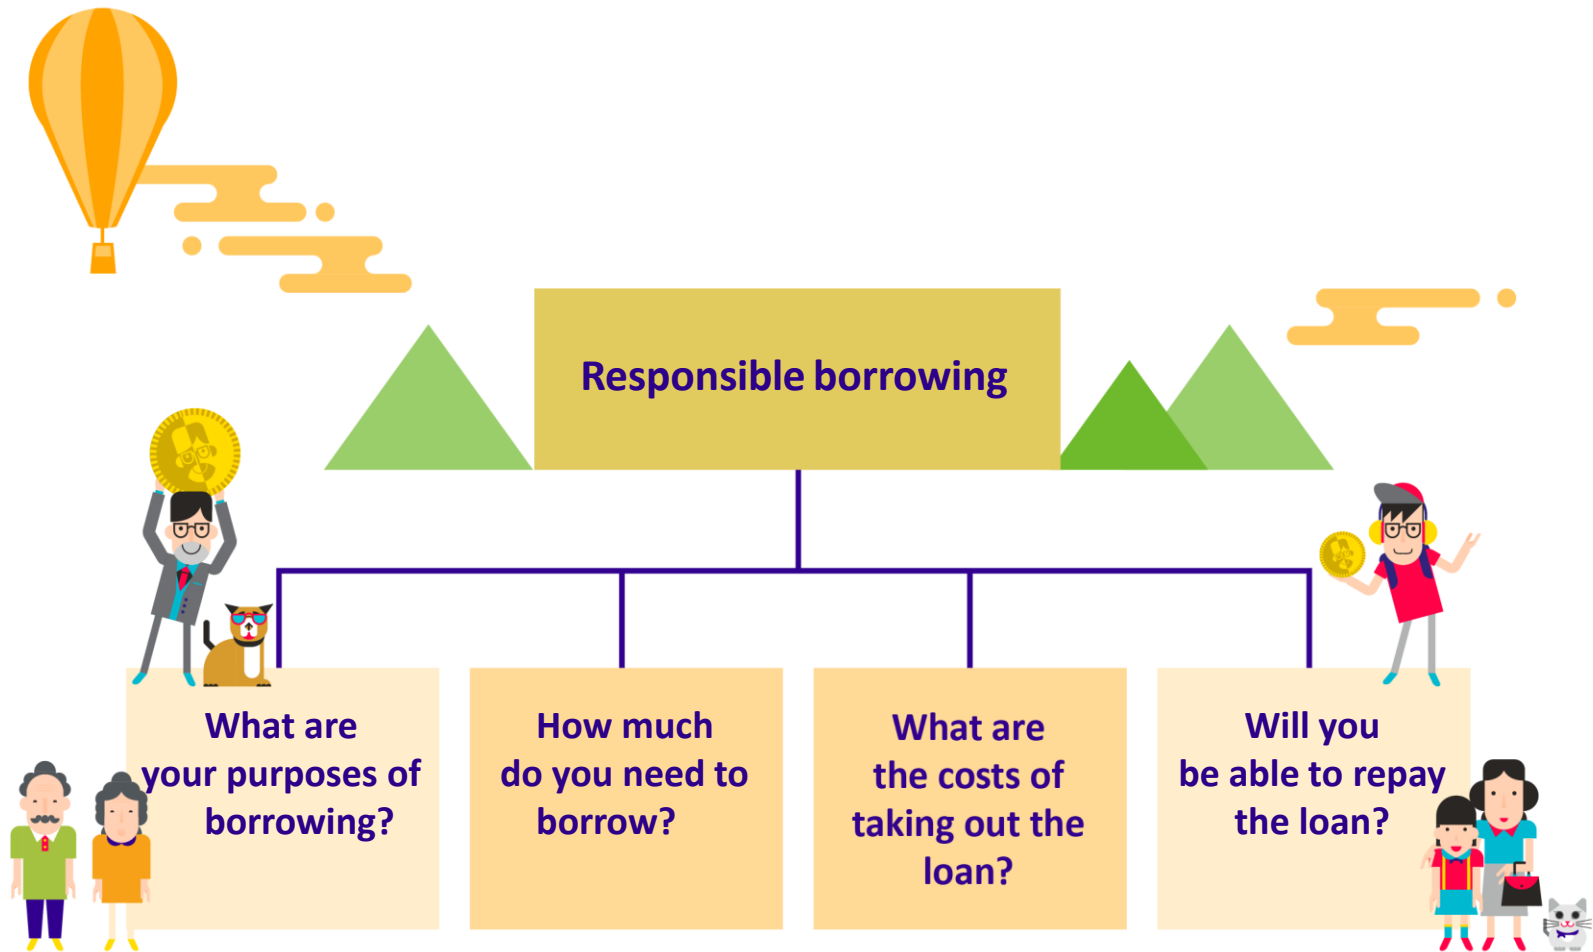 Responsible borrowing
What are
your purposes of
borrowing?
How much
do you need to
borrow?
What are
the costs of
taking out the
loan?
Will you
be able to repay
the loan?